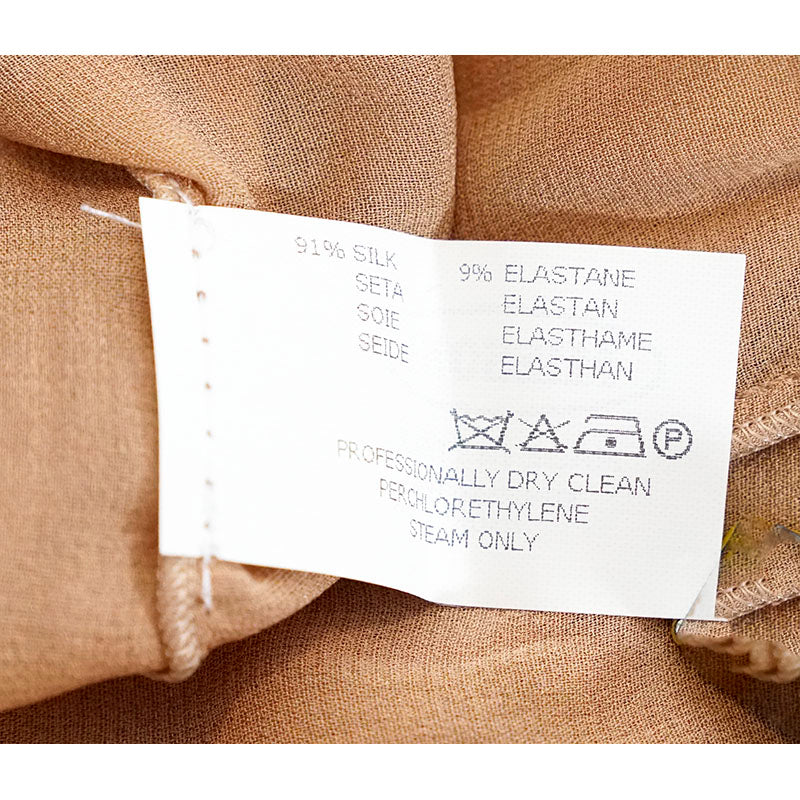 91% SILK
SETA
SOIE
SEIDE
9% ELASTANE
ELASTAN
ELASTHAME
ELASTHAN
P
PROFESSIONALLY DRY CLEAN
PERCHLORETHYLENE
STEAM ONLY